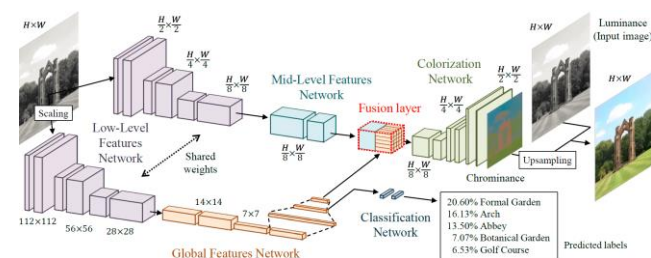 H×W
Scaling
H/2 × W/2
H/4 × W/4
H/8 × W/8
Low-Level
Features
Network
Shared
weights
112×112
56×56
28×28
14×14
7×7
Global Features Network
Mid-Level Features
Network
H/8 × W/8
Fusion layer
Colorization
Network
H/8 × W/8
H/4 × W/4
H/2 × W/2
Chrominance
Classification
Network
20.60% Formal Garden
16.13% Arch
13.50% Abbey
7.07% Botanical Garden
6.53% Golf Course
Predicted labels
H×W
Luminance
(Input image)
H×W
Upsampting